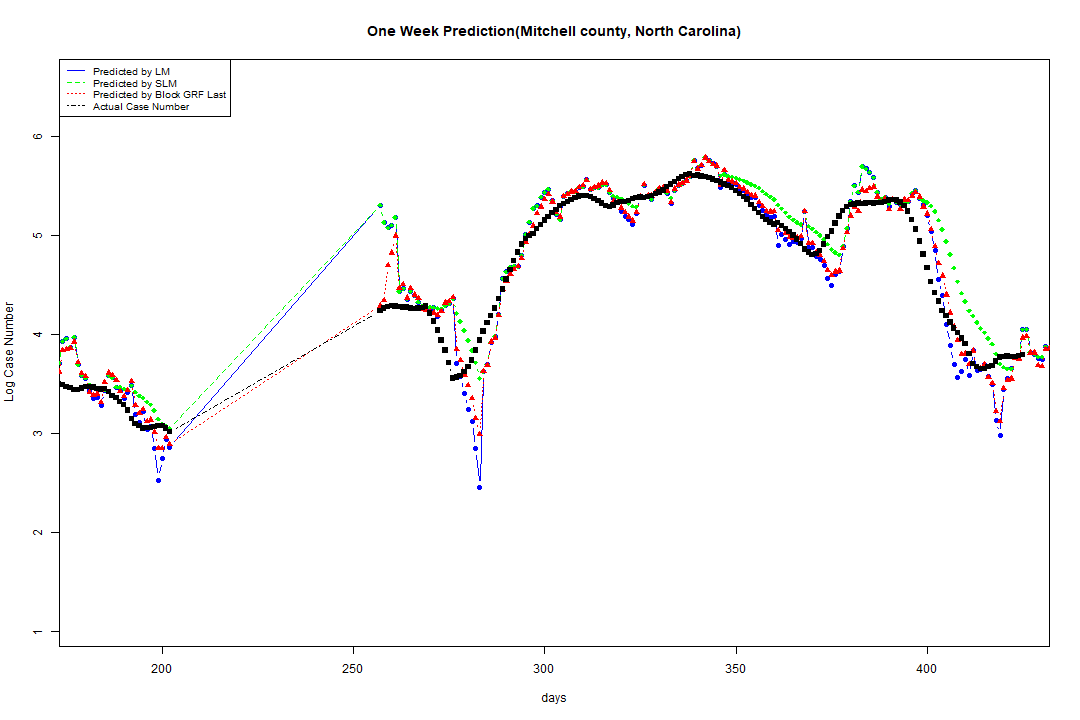 One Week Prediction(Mitchell county, North Carolina)
Predicted by LM
Predicted by SLM
Predicted by Block GRF Last
Actual Case Number
6
5
4
3
2
1
Log Case Number
200 250 300 350 400
days